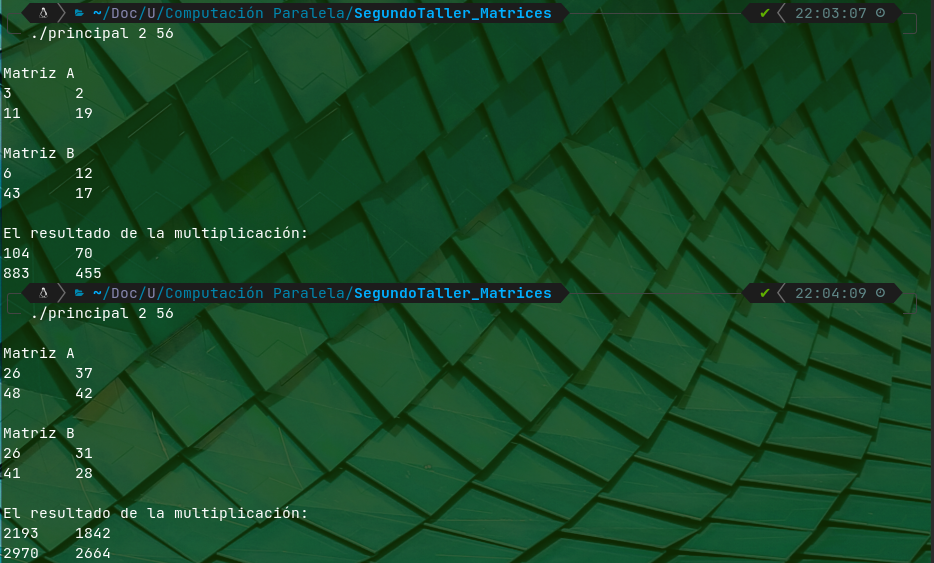 ~/Doc/U/Computación Paralela/SegundoTaller_Matrices ✔ 22:03:07
./principal 2 56
Matriz A
3 2
11 19
Matriz B
6 12
43 17
El resultado de la multiplicación:
104 70
883 455
~/Doc/U/Computación Paralela/SegundoTaller_Matrices ✔ 22:04:09
./principal 2 56
Matriz A
26 37
48 42
Matriz B
26 31
41 28
El resultado de la multiplicación:
2193 1842
2970 2664